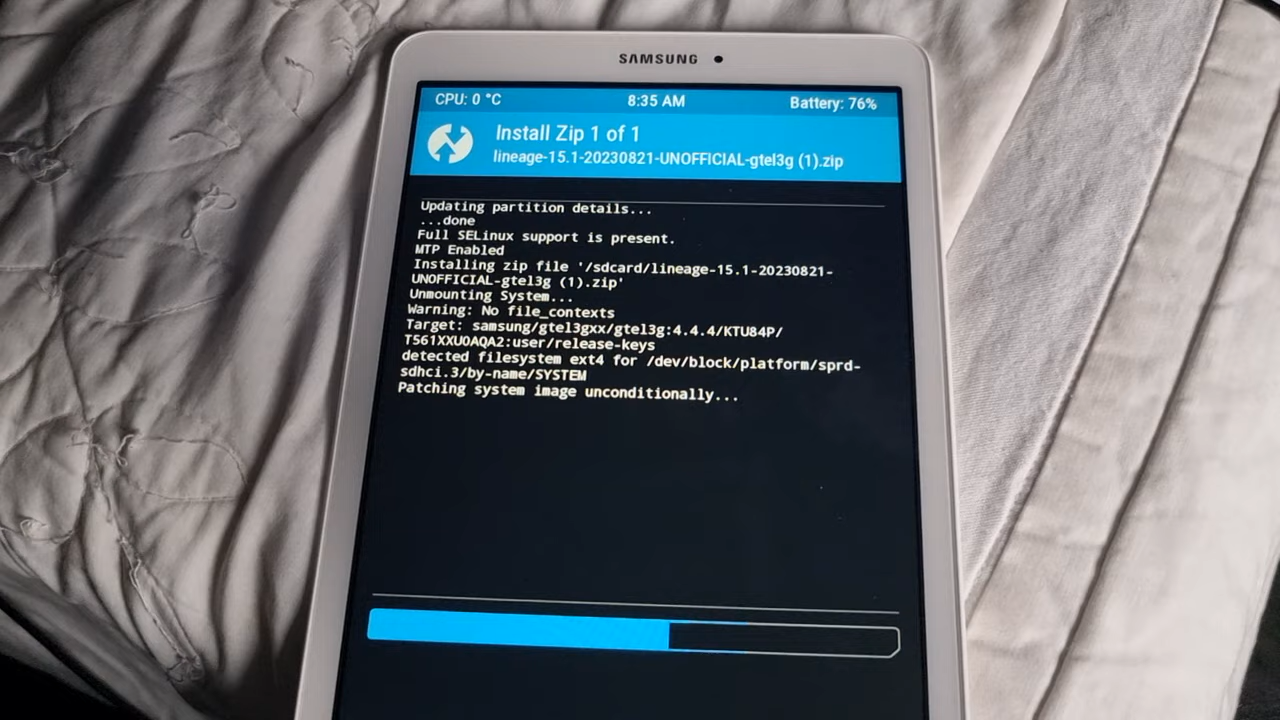 SAMSUNG
CPU: 0 °C 8:35 AM Battery: 76%
Install Zip 1 of 1
lineage-15.1-20230821-UNOFFICIAL-gtel3g (1).zip
Updating partition details...
...done
Full SELinux support is present.
MTP Enabled
Installing zip file '/sdcard/lineage-15.1-20230821-
UNOFFICIAL-gtel3g (1).zip'
Unmounting System...
Warning: No file_contexts
Target: samsung/gtel3gxx/gtel3g:4.4.4/KTU84P/
T561XXU0AQA2:user/release-keys
detected filesystem ext4 for /dev/block/platform/sprd-
sdhci.3/by-name/SYSTEM
Patching system image unconditionally...